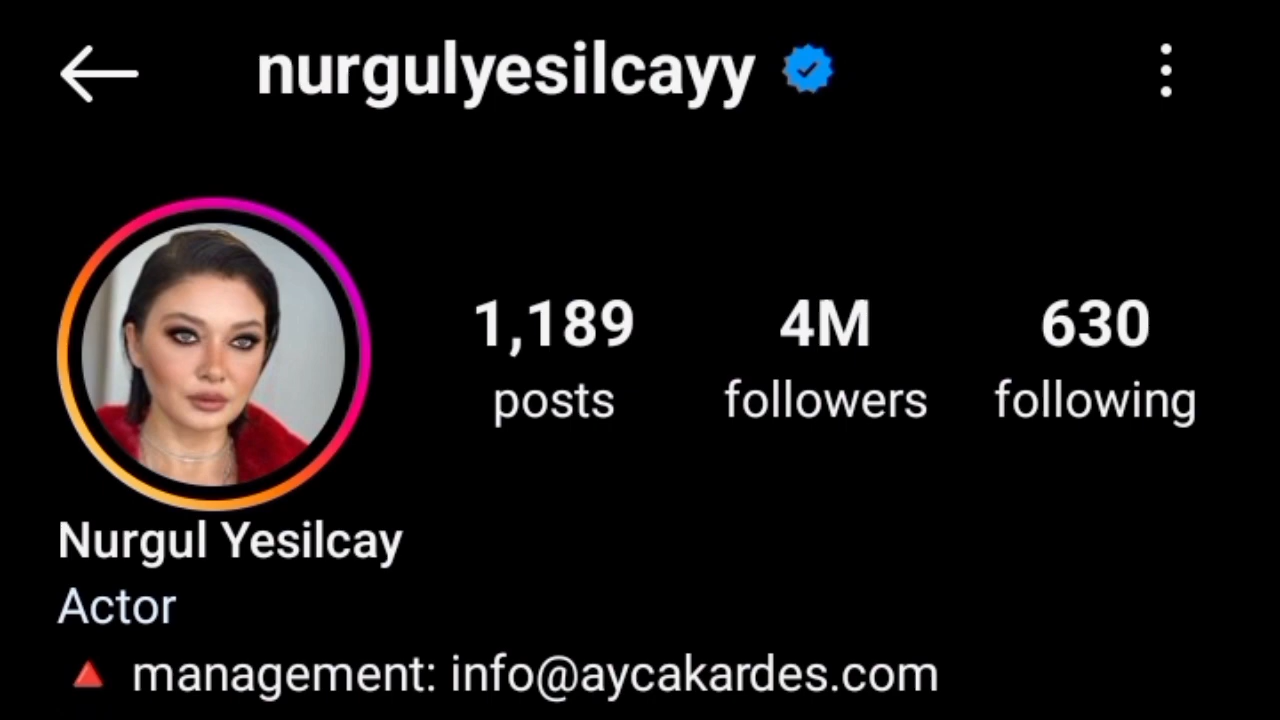 nurgulyesilcayy
1,189 4M 630
posts followers following
Nurgul Yesilcay
Actor
🔺 management: info@aycakardes.com